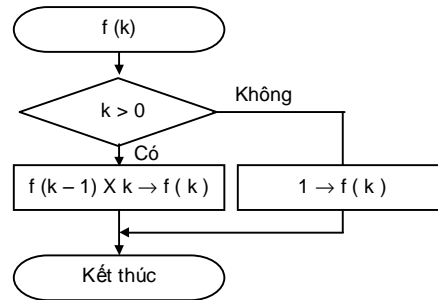 f (k)
k > 0
Không
Có
f (k – 1) X k → f ( k )
1 → f ( k )
Kết thúc